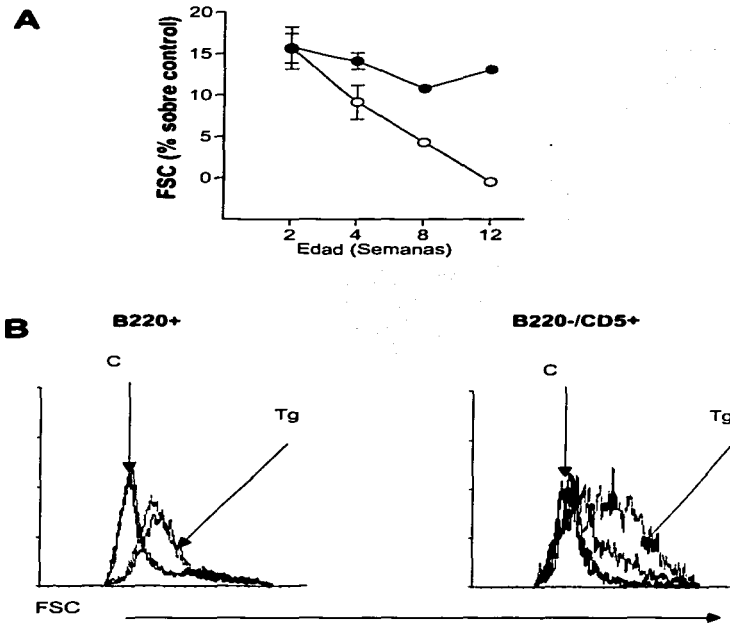 A
FSC (% sobre control)
20
15
10
5
0
2
4
8
12
Edad (Semanas)
B
B220+
B220-/CD5+
C
Tg
C
Tg
FSC